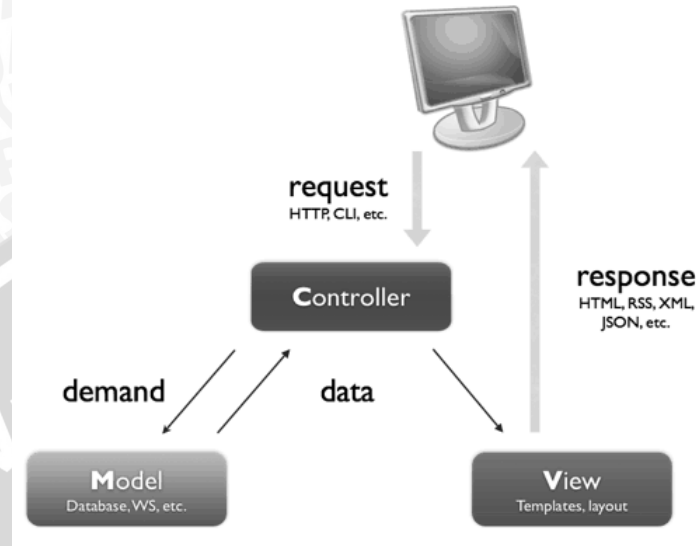 request
HTTP, CLI, etc.
Controller
response
HTML, RSS, XML,
JSON, etc.
demand
data
Model
Database, WS, etc.
View
Templates, layout